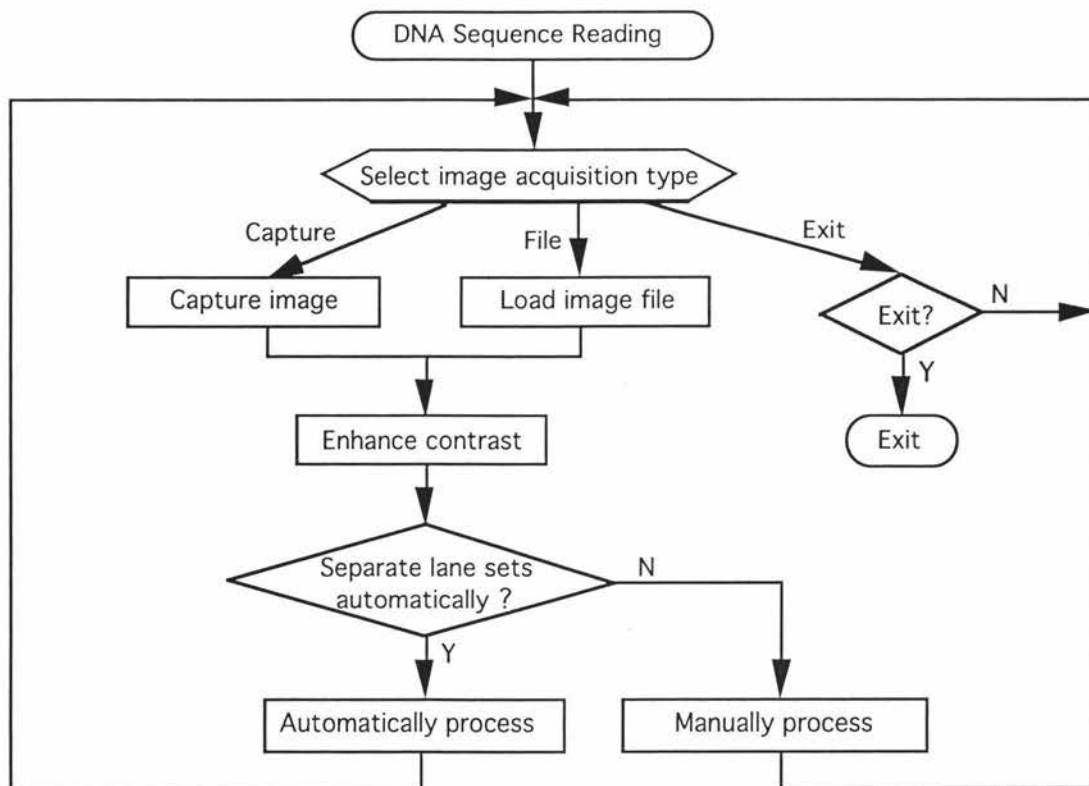 DNA Sequence Reading
Select image acquisition type
Capture
File
Exit
Capture image
Load image file
Exit?
N
Y
Enhance contrast
Exit
Separate lane sets
automatically ?
N
Y
Automatically process
Manually process